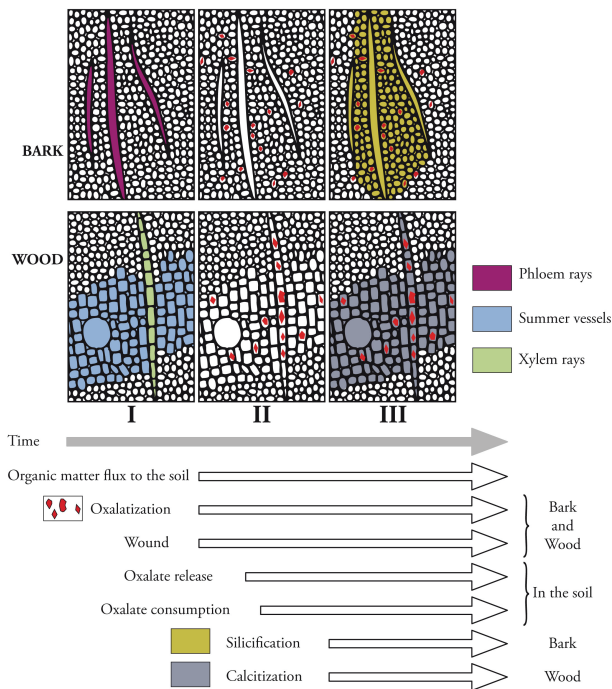 BARK
WOOD
Phloem rays
Summer vessels
Xylem rays
I II III
Time
Organic matter flux to the soil
Oxalatization
Bark
and
Wood
Wound
Oxalate release
In the soil
Oxalate consumption
Silicification
Bark
Calcitization
Wood